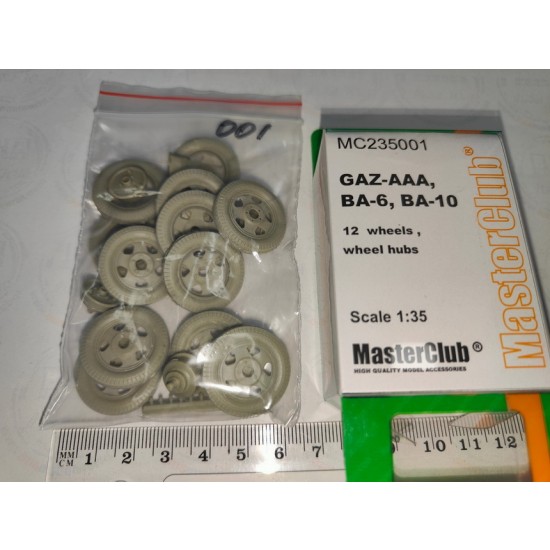 001
MC235001
GAZ-AAA,
BA-6, BA-10
12 wheels,
wheel hubs
Scale 1:35
MasterClub®
HIGH QUALITY MODEL ACCESSORIES
MasterClub®
MM
CM
1 2 3 4 5 6 7
10 11 12